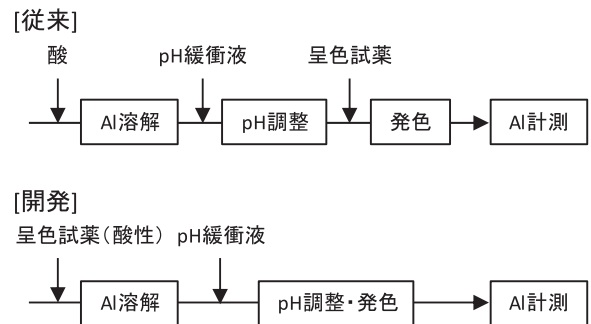 [従来]
酸 pH緩衝液 呈色試薬
Al溶解 pH調整 発色 Al計測
[開発]
呈色試薬(酸性) pH緩衝液
Al溶解 pH調整・発色 Al計測